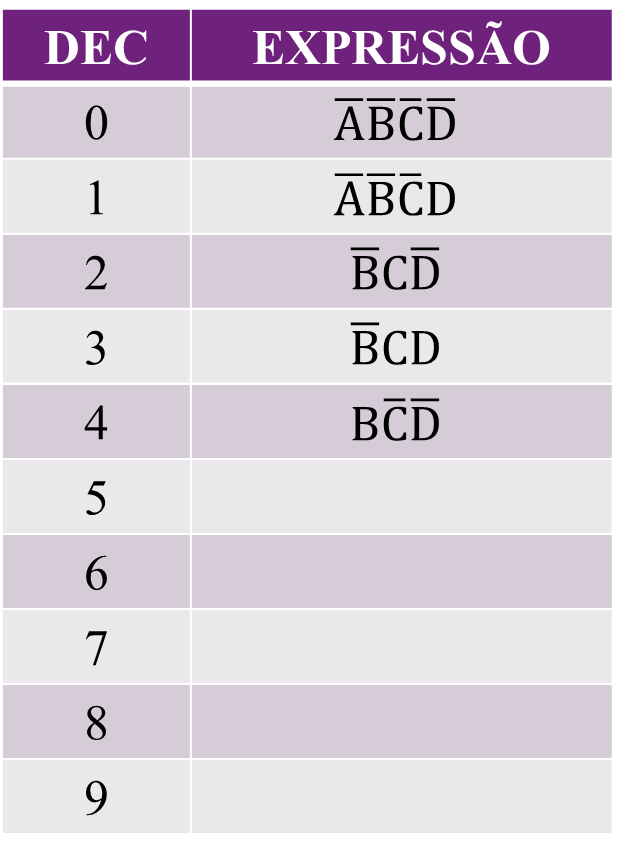 DEC EXPRESSÃO
0 A̅B̅C̅D̅
1 A̅B̅C̅D
2 B̅CD̅
3 B̅CD
4 BC̅D̅
5
6
7
8
9